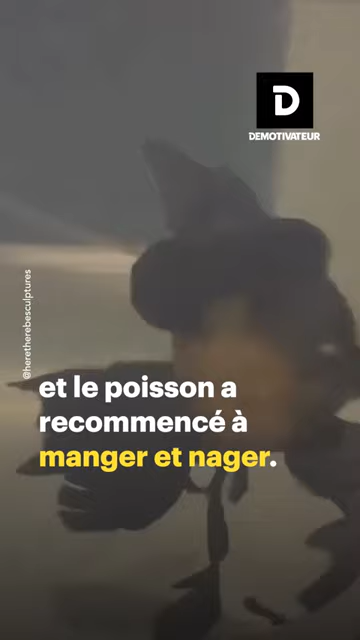 D
DEMOTIVATEUR
@heretherebesculptures
et le poisson a
recommencé à
manger et nager.